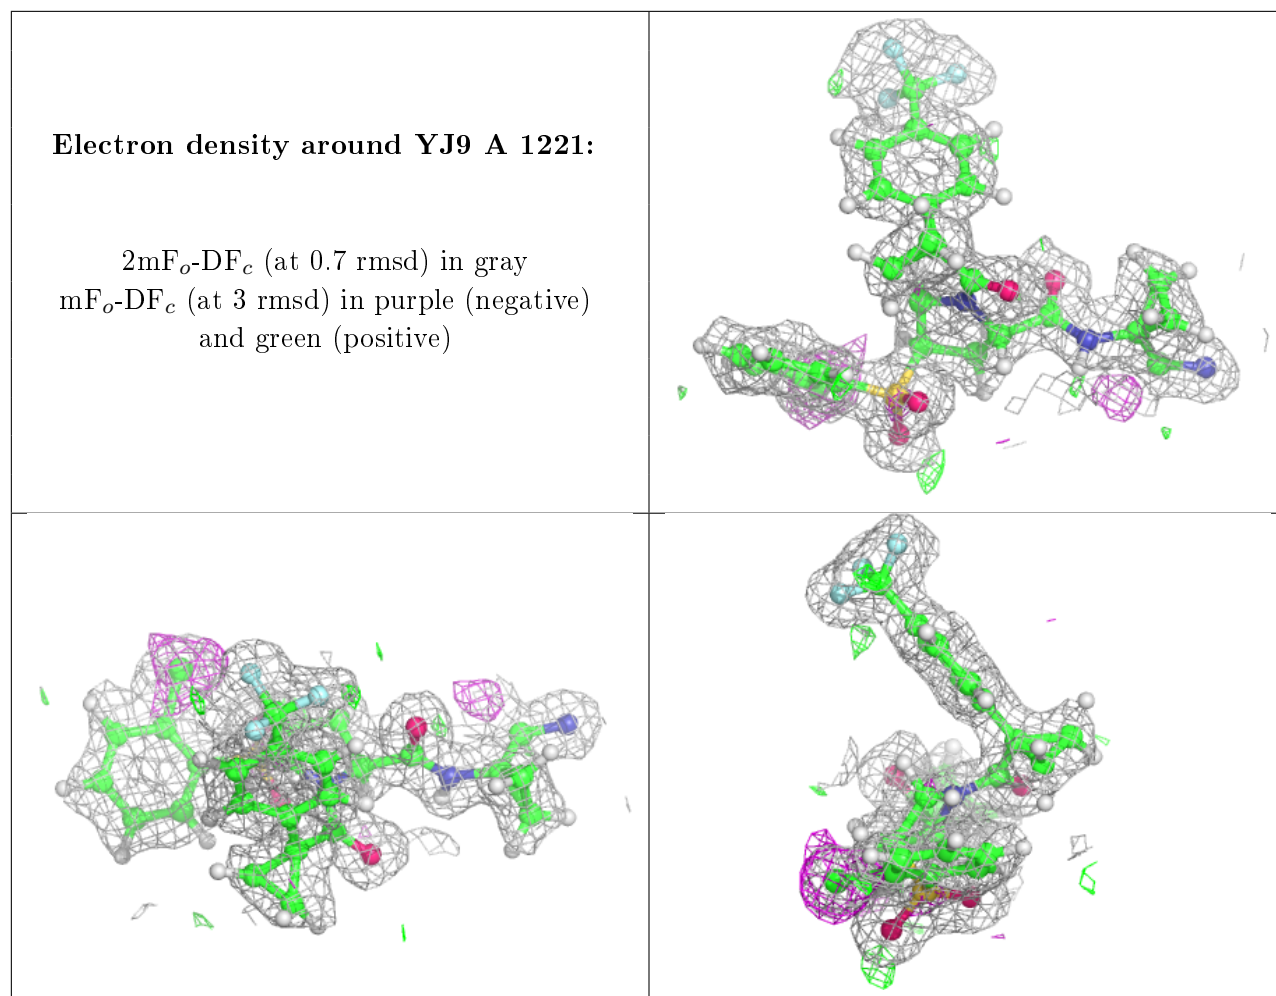 Electron density around YJ9 A 1221:
2mFₒ-DF𝒸 (at 0.7 rmsd) in gray
mFₒ-DF𝒸 (at 3 rmsd) in purple (negative)
and green (positive)